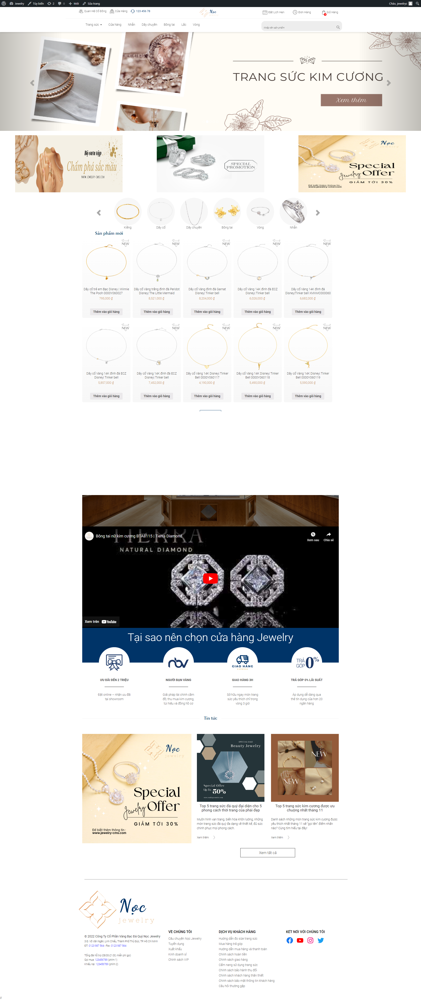 Jewelry Tùy biến 2 0 Mới Sửa trang Chào, jewelryc
Quan Hệ Cổ Đông Cửa Hàng 123 456 78 Nọc Đặt Lịch Hẹn Đơn Hàng Giỏ Hàng
Trang sức Cửa hàng Nhẫn Dây chuyền Bông tai Lắc Vòng Nhập tên sản phẩm
TRANG SỨC KIM CƯƠNG
Xem thêm
Bộ sưu tập
Chấm phá sắc màu
WWW.JEWELRY-CMS.COM
SPECIAL
PROMOTION
Nọc
Special
Jewelry Offer
GIẢM TỚI 30%
Để biết thêm thông tin :
www.jewelry-cms.com
Kiềng Dây cổ Dây chuyền Bông tai Vòng Nhẫn
Sản phẩm mới
NEW NEW NEW NEW NEW
Dây cổ trẻ em Bạc Disney | Winnie
The Pooh 0000Y060027
795,000 ₫
Thêm vào giỏ hàng
Dây cổ Vàng trắng đính đá Peridot
Disney| The Little Mermaid
8,521,000 ₫
Thêm vào giỏ hàng
Dây cổ Vàng đính đá Garnat
Disney| Tinker bell
8,204,000 ₫
Thêm vào giỏ hàng
Dây cổ Vàng 14K đính đá ECZ
Disney| Tinker bell
6,026,000 ₫
Thêm vào giỏ hàng
Dây cổ Vàng 14K đính đá
Disney|Tinker bell XMXMC000060
6,682,000 ₫
Thêm vào giỏ hàng
NEW NEW NEW NEW NEW
Dây cổ Vàng 14K đính đá ECZ
Disney| Tinker bell
5,857,000 ₫
Thêm vào giỏ hàng
Dây cổ Vàng 14K đính đá ECZ
Disney| Tinker bell
7,452,000 ₫
Thêm vào giỏ hàng
Dây cổ Vàng 14K Disney| Tinker
Bell 0000Y060117
4,190,000 ₫
Thêm vào giỏ hàng
Dây cổ Vàng 14K Disney| Tinker
Bell 0000Y060118
5,490,000 ₫
Thêm vào giỏ hàng
Dây cổ Vàng 14K Disney| Tinker
Bell 0000Y060119
5,590,000 ₫
Thêm vào giỏ hàng
TIERRA
Bông tai nữ kim cương BTA8115 | Tierra Diamond
Xem sau Chia sẻ
NATURAL DIAMOND
Xem trên YouTube
Tại sao nên chọn cửa hàng Jewelry
nbv
GIAO HÀNG
EXPRESS
TRẢ GÓP 0%
ƯU ĐÃI ĐẾN 2 TRIỆU
Đặt online – nhận ưu đãi
tại showroom
NGƯỜI BẠN VÀNG
Giải pháp tài chính cầm
đồ; thu mua kim cương,
túi hiệu và đồng hồ cơ
GIAO HÀNG 3H
Sở hữu ngay món trang
sức yêu thích chỉ trong
vòng 3 giờ
TRẢ GÓP 0% LÃI SUẤT
Áp dụng dễ dàng qua
thẻ tín dụng của hơn 20
ngân hàng
Tin tức
Nọc
jewelry
Special
Jewelry Offer
GIẢM TỚI 30%
Để biết thêm thông tin :
www.jewelry-cms.com
SPECIAL SALE
Beauty Jewelry
Special Offer
Up To 50%
Top 5 trang sức đá quý đại diện cho 5
phong cách thời trang của phái đẹp
Muôn hình vạn trạng, biến hóa khôn lường, những
món trang sức đá quý đa dạng về thiết kế, đủ sức
chinh phục mọi phong cách.
Xem thêm
NEW
NEW
Top 5 trang sức kim cương được ưu
chuộng nhất tháng 11
Danh sách những món trang sức kim cương được
yêu thích nhất tháng 11 sẽ "gọi tên" điểm nhấn
nào? Cùng tìm hiểu tại đây!
Xem thêm
Xem tất cả
Nọc
jewelry
© 2022 Công Ty Cổ Phần Vàng Bạc Đá Quý Nọc Jewelry
3 Đ. Võ Văn Ngân, Linh Chiểu, Thành Phố Thủ Đức, TP. Hồ Chí Minh
ĐT: 0123 987 564 - Fax: 0123 987 564
Tổng đài hỗ trợ (08:00-21:00, miễn phí gọi)
Gọi mua: 123456789 (phím 1)
Khiếu nại: 123456789 (phím 2)
VỀ CHÚNG TÔI
Câu chuyện Nọc Jewelry
Tuyển dụng
Xuất khẩu
Kinh doanh sỉ
Chính sách VIP
DỊCH VỤ KHÁCH HÀNG
Hướng dẫn đo size trang sức
Mua hàng trả góp
Hướng dẫn mua hàng và thanh toán
Chính sách hoàn tiền
Chính sách giao hàng
Cẩm nang sử dụng trang sức
Chính sách bảo hành thu đổi
Chính sách khách hàng thân thiết
Chính sách bảo mật thông tin khách hàng
Câu hỏi thường gặp
KẾT NỐI VỚI CHÚNG TÔI
//